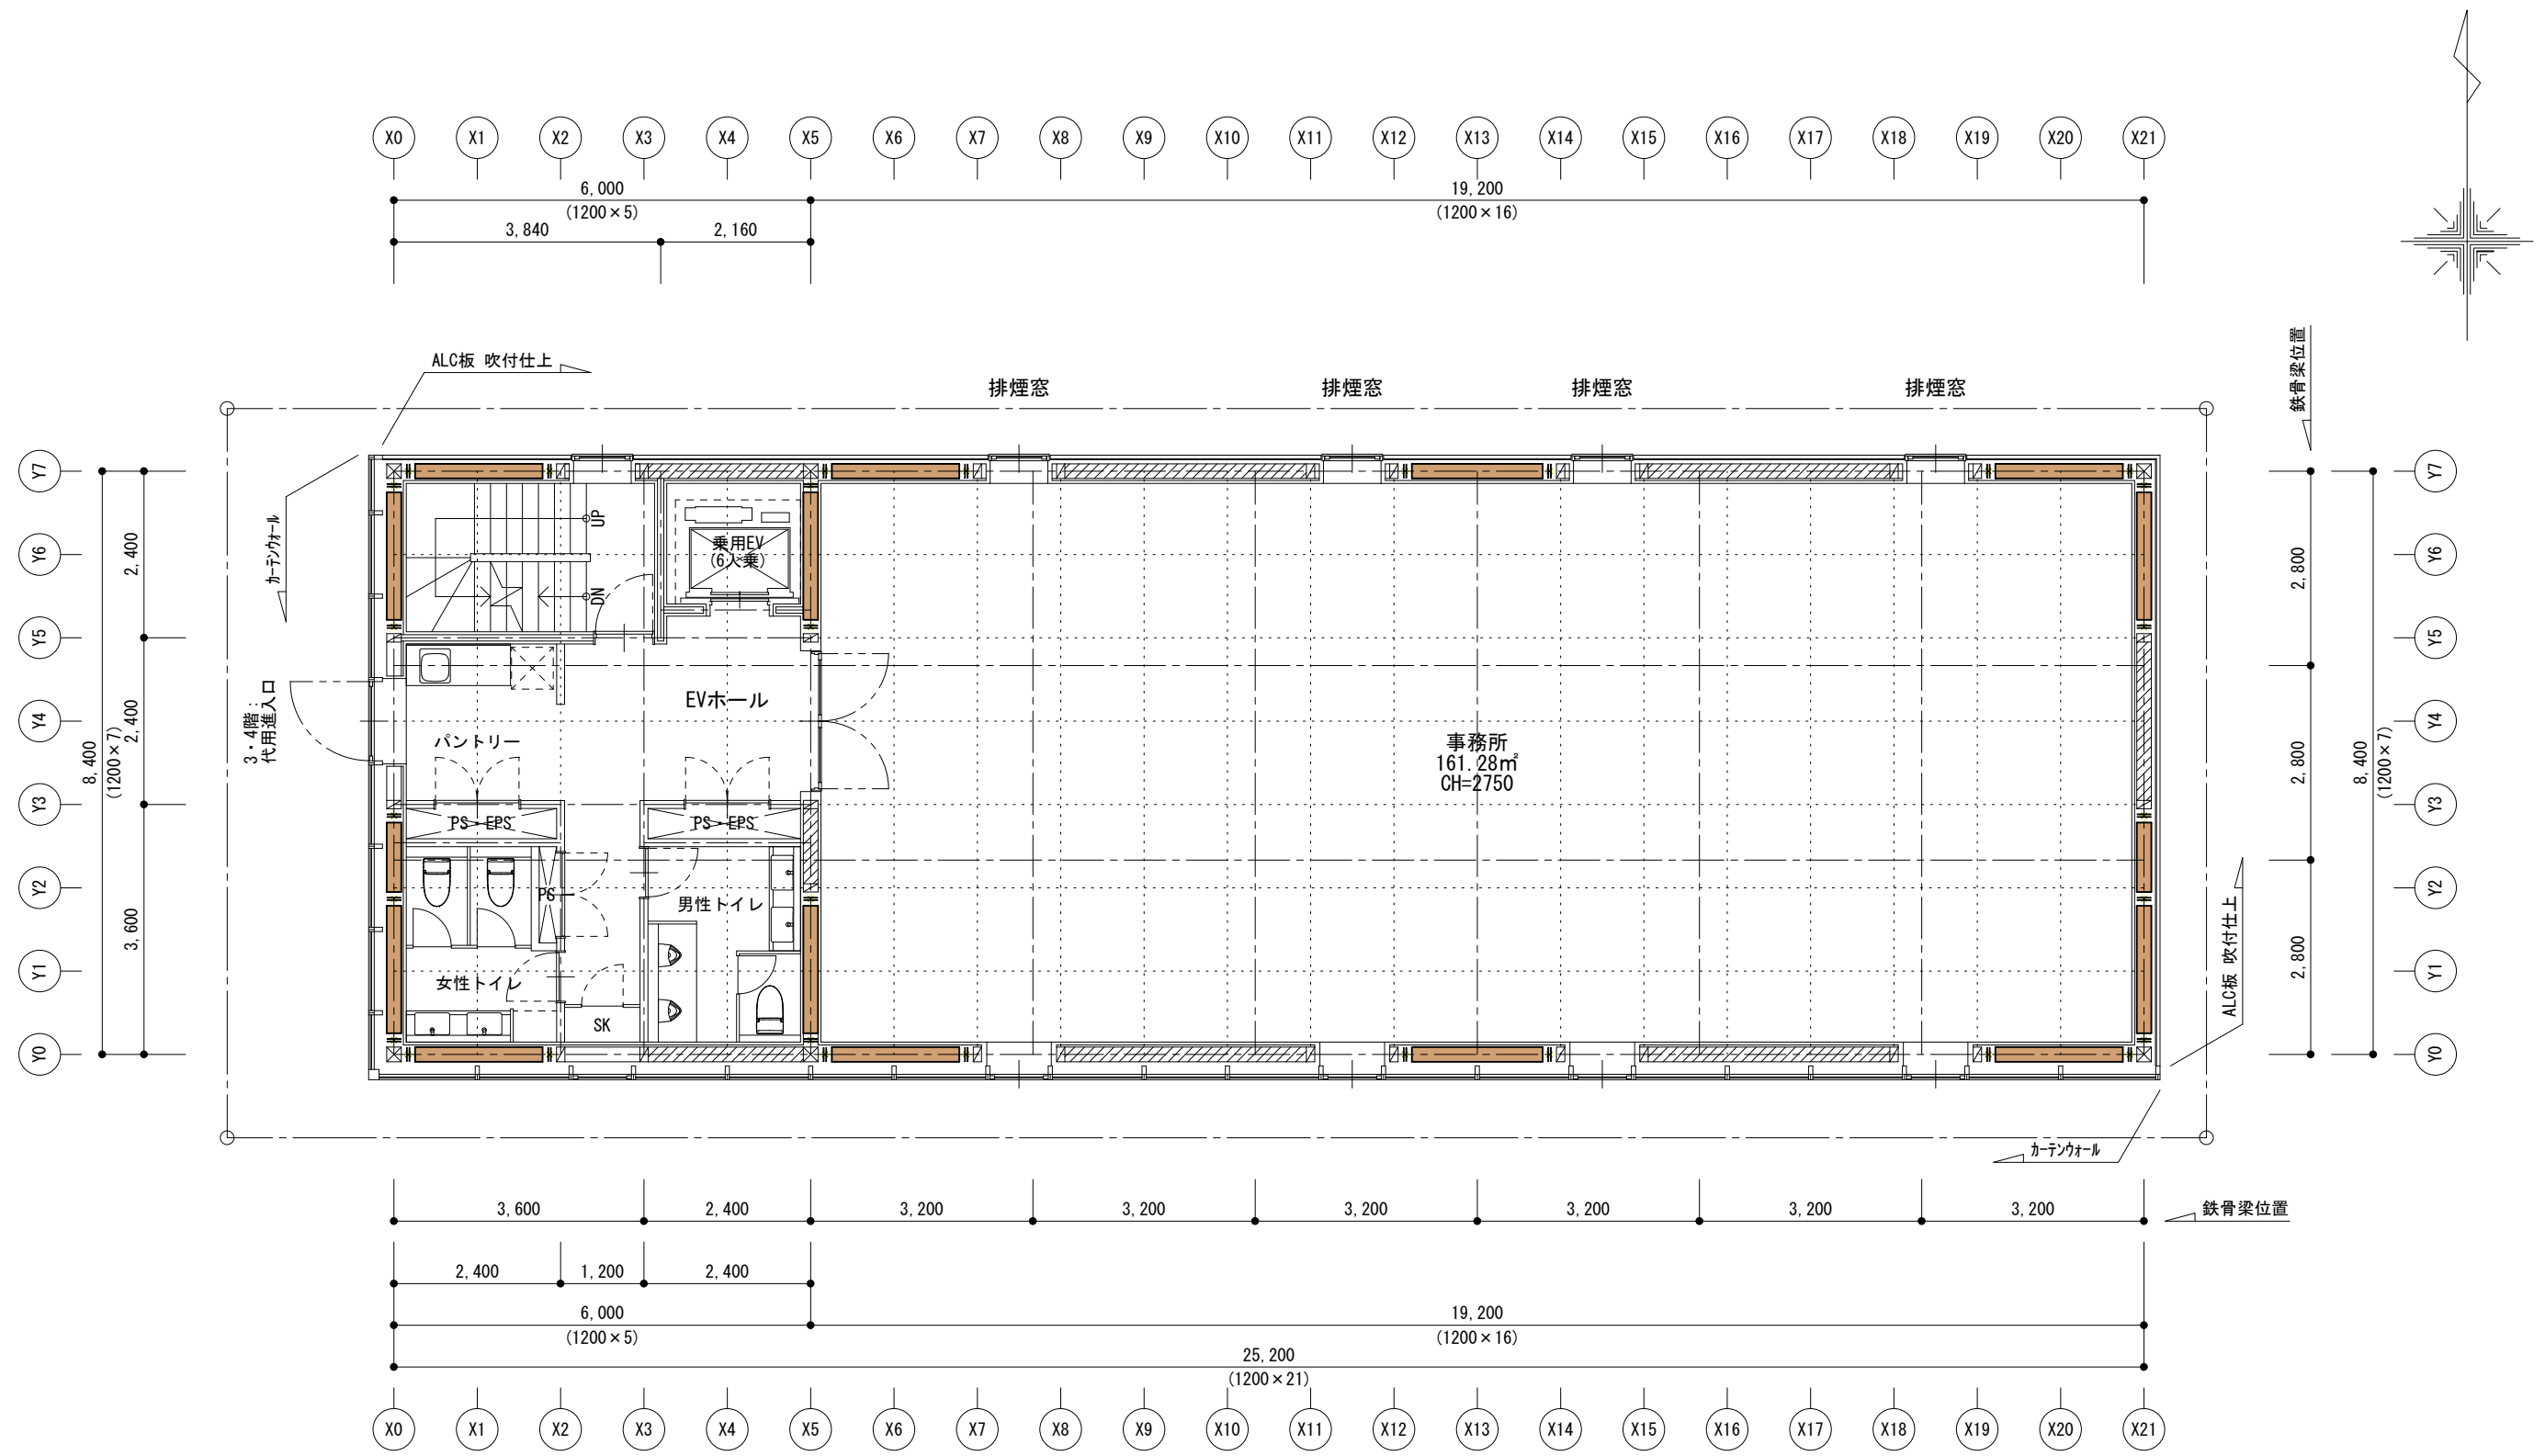 X0 X1 X2 X3 X4 X5 X6 X7 X8 X9 X10 X11 X12 X13 X14 X15 X16 X17 X18 X19 X20 X21
6,000 19,200
(1200×5) (1200×16)
3,840 2,160
ALC板 吹付仕上
排煙窓 排煙窓 排煙窓 排煙窓
鉄骨梁位置
カーテンウォール
Y7
Y6
Y5
Y4
Y3
Y2
Y1
Y0
8,400
(1200×7)
2,400
2,400
3,600
3・4階:
代用進入口
UP
DN
乗用EV
(6人乗)
EVホール
パントリー
PS・EPS
PS・EPS
PS
男性トイレ
女性トイレ
SK
事務所
161.28㎡
CH=2750
2,800
2,800
2,800
8,400
(1200×7)
Y7
Y6
Y5
Y4
Y3
Y2
Y1
Y0
ALC板 吹付仕上
カーテンウォール
3,600 2,400 3,200 3,200 3,200 3,200 3,200 3,200
鉄骨梁位置
2,400 1,200 2,400
6,000 19,200
(1200×5) (1200×16)
25,200
(1200×21)
X0 X1 X2 X3 X4 X5 X6 X7 X8 X9 X10 X11 X12 X13 X14 X15 X16 X17 X18 X19 X20 X21